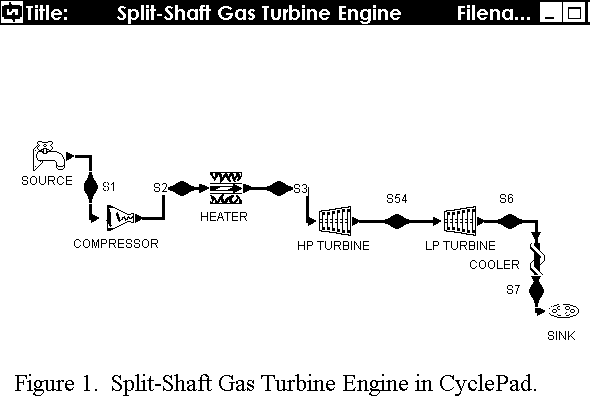 Title: Split-Shaft Gas Turbine Engine Filena...
SOURCE
S1
COMPRESSOR
S2
HEATER
S3
HP TURBINE
S54
LP TURBINE
S6
COOLER
S7
SINK
Figure 1. Split-Shaft Gas Turbine Engine in CyclePad.